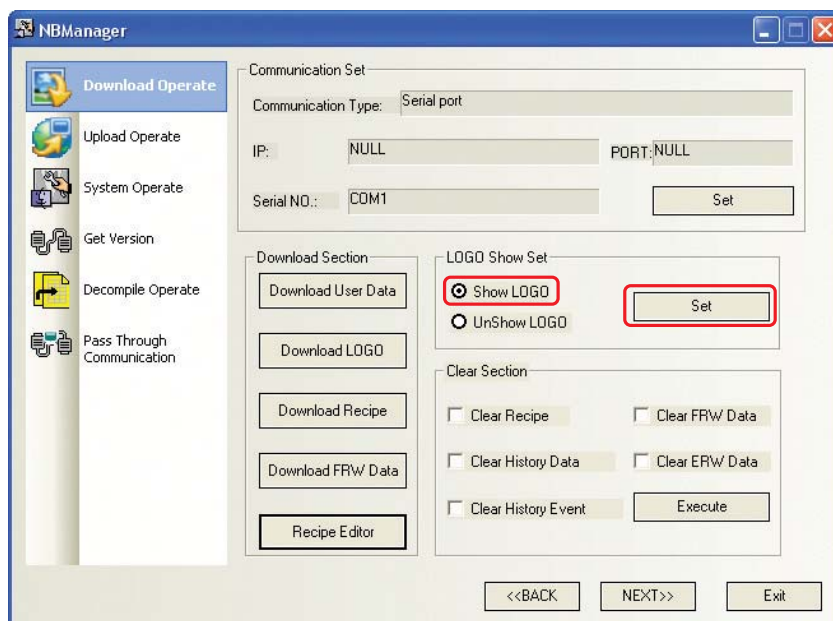 NBManager
Download Operate
Upload Operate
System Operate
Get Version
Decompile Operate
Pass Through
Communication
Communication Set
Communication Type: Serial port
IP: NULL PORT: NULL
Serial NO.: COM1 Set
Download Section
Download User Data
Download LOGO
Download Recipe
Download FRW Data
Recipe Editor
LOGO Show Set
Show LOGO
UnShow LOGO
Set
Clear Section
Clear Recipe Clear FRW Data
Clear History Data Clear ERW Data
Clear History Event Execute
<<BACK NEXT>> Exit